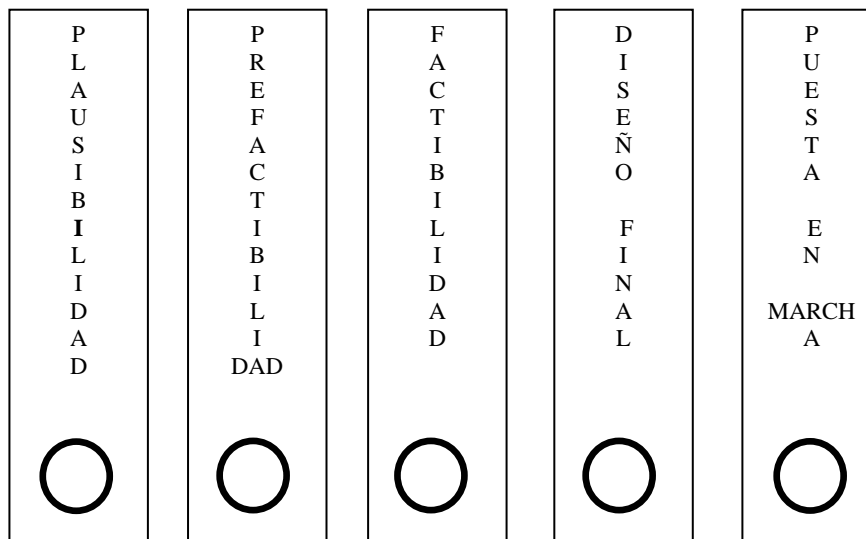 PLAUSIBILIDAD
PREFACTIBILIDAD
FACTIBILIDAD
DISEÑO FINAL
PUESTA EN MARCHA